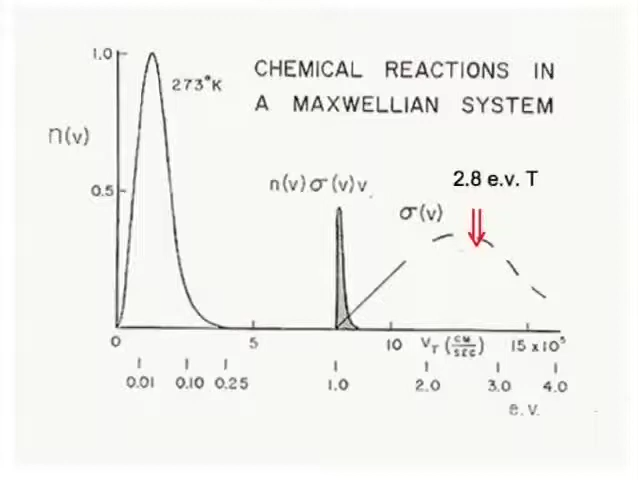 CHEMICAL REACTIONS IN
A MAXWELLIAN SYSTEM
1.0
273°K
n(v)
0.5
n(v)σ(v)v
2.8 e.v. T
σ(v)
0 5 10 V_T (CM/SEC) 15 x 10⁵
0.01 0.10 0.25 1.0 2.0 3.0 4.0
e.v.